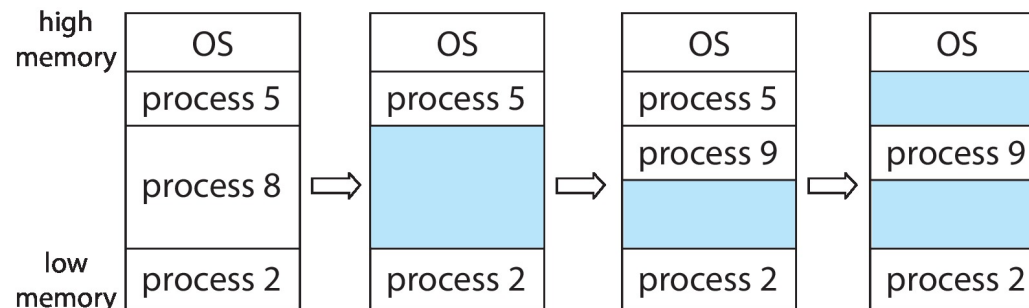 high
memory
OS
process 5
process 8
process 2
low
memory
OS
process 5
process 2
OS
process 5
process 9
process 2
OS
process 9
process 2